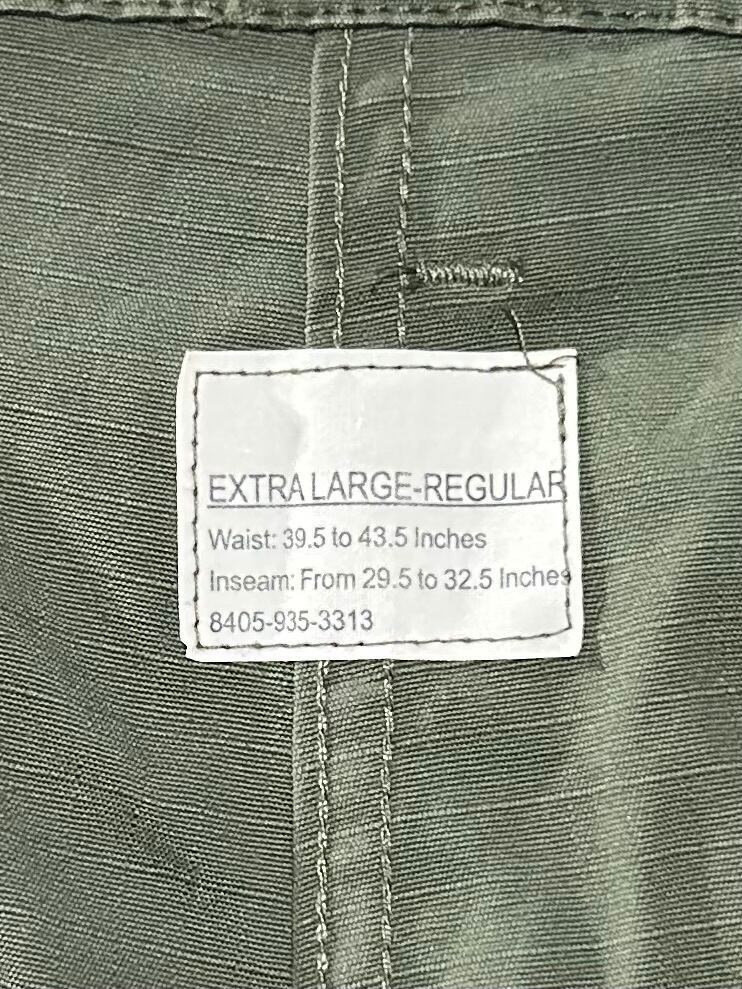 EXTRA LARGE-REGULAR
Waist: 39.5 to 43.5 Inches
Inseam: From 29.5 to 32.5 Inches
8405-935-3313